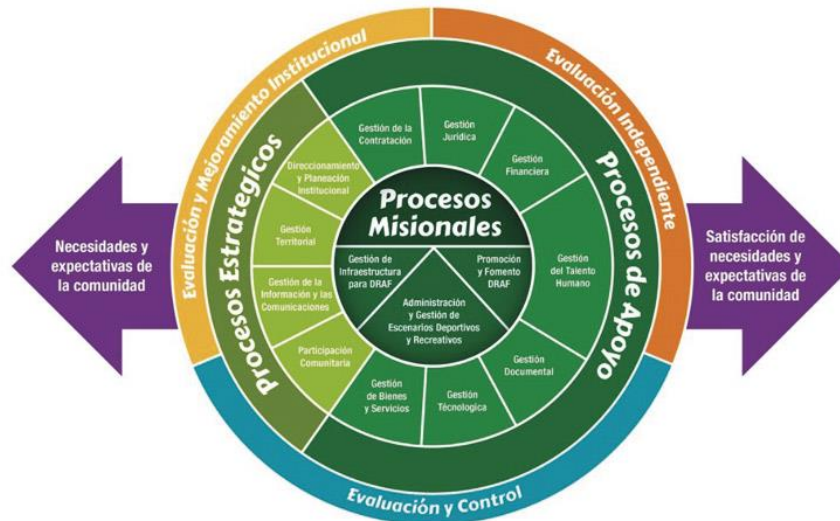 Evaluación y Mejoramiento Institucional
Evaluación Independiente
Evaluación y Control
Necesidades y
expectativas de
la comunidad
Satisfacción de
necesidades y
expectativas de
la comunidad
Procesos Estrategicos
Direccionamiento
y Planeación
Institucional
Gestión
Territorial
Gestión de la
Información y las
Comunicaciones
Participación
Comunitaria
Procesos
Misionales
Gestión de
Infraestructura
para DRAF
Promoción
y Fomento
DRAF
Administración
y Gestión de
Escenarios Deportivos
y Recreativos
Procesos de Apoyo
Gestión de la
Contratación
Gestión
Jurídica
Gestión
Financiera
Gestión
del Talento
Humano
Gestión
Documental
Gestión
Técnologica
Gestión
de Bienes
y Servicios